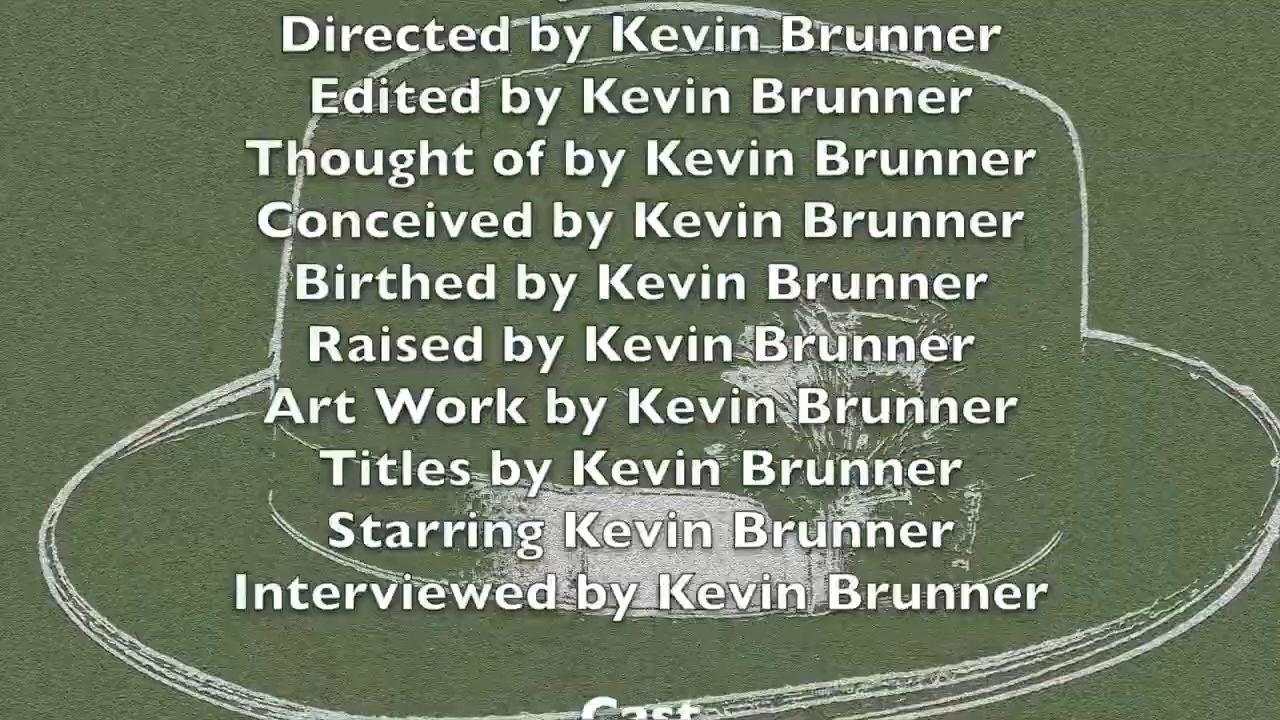 Directed by Kevin Brunner
Edited by Kevin Brunner
Thought of by Kevin Brunner
Conceived by Kevin Brunner
Birthed by Kevin Brunner
Raised by Kevin Brunner
Art Work by Kevin Brunner
Titles by Kevin Brunner
Starring Kevin Brunner
Interviewed by Kevin Brunner
Cast